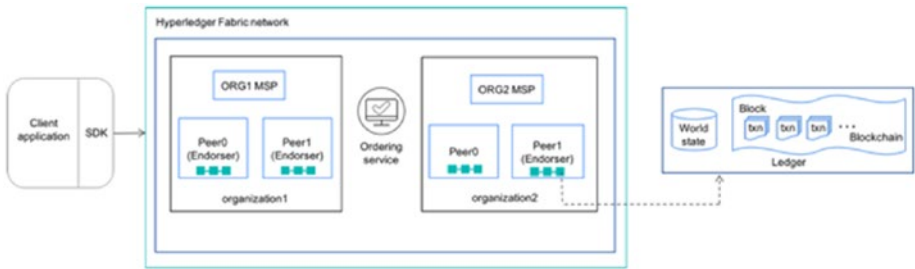 Hyperledger Fabric network
Client
application
SDK
ORG1 MSP
Peer0
(Endorser)
Peer1
(Endorser)
organization1
Ordering
service
ORG2 MSP
Peer0
Peer1
(Endorser)
organization2
World
state
Block
txn
txn
txn
Blockchain
Ledger